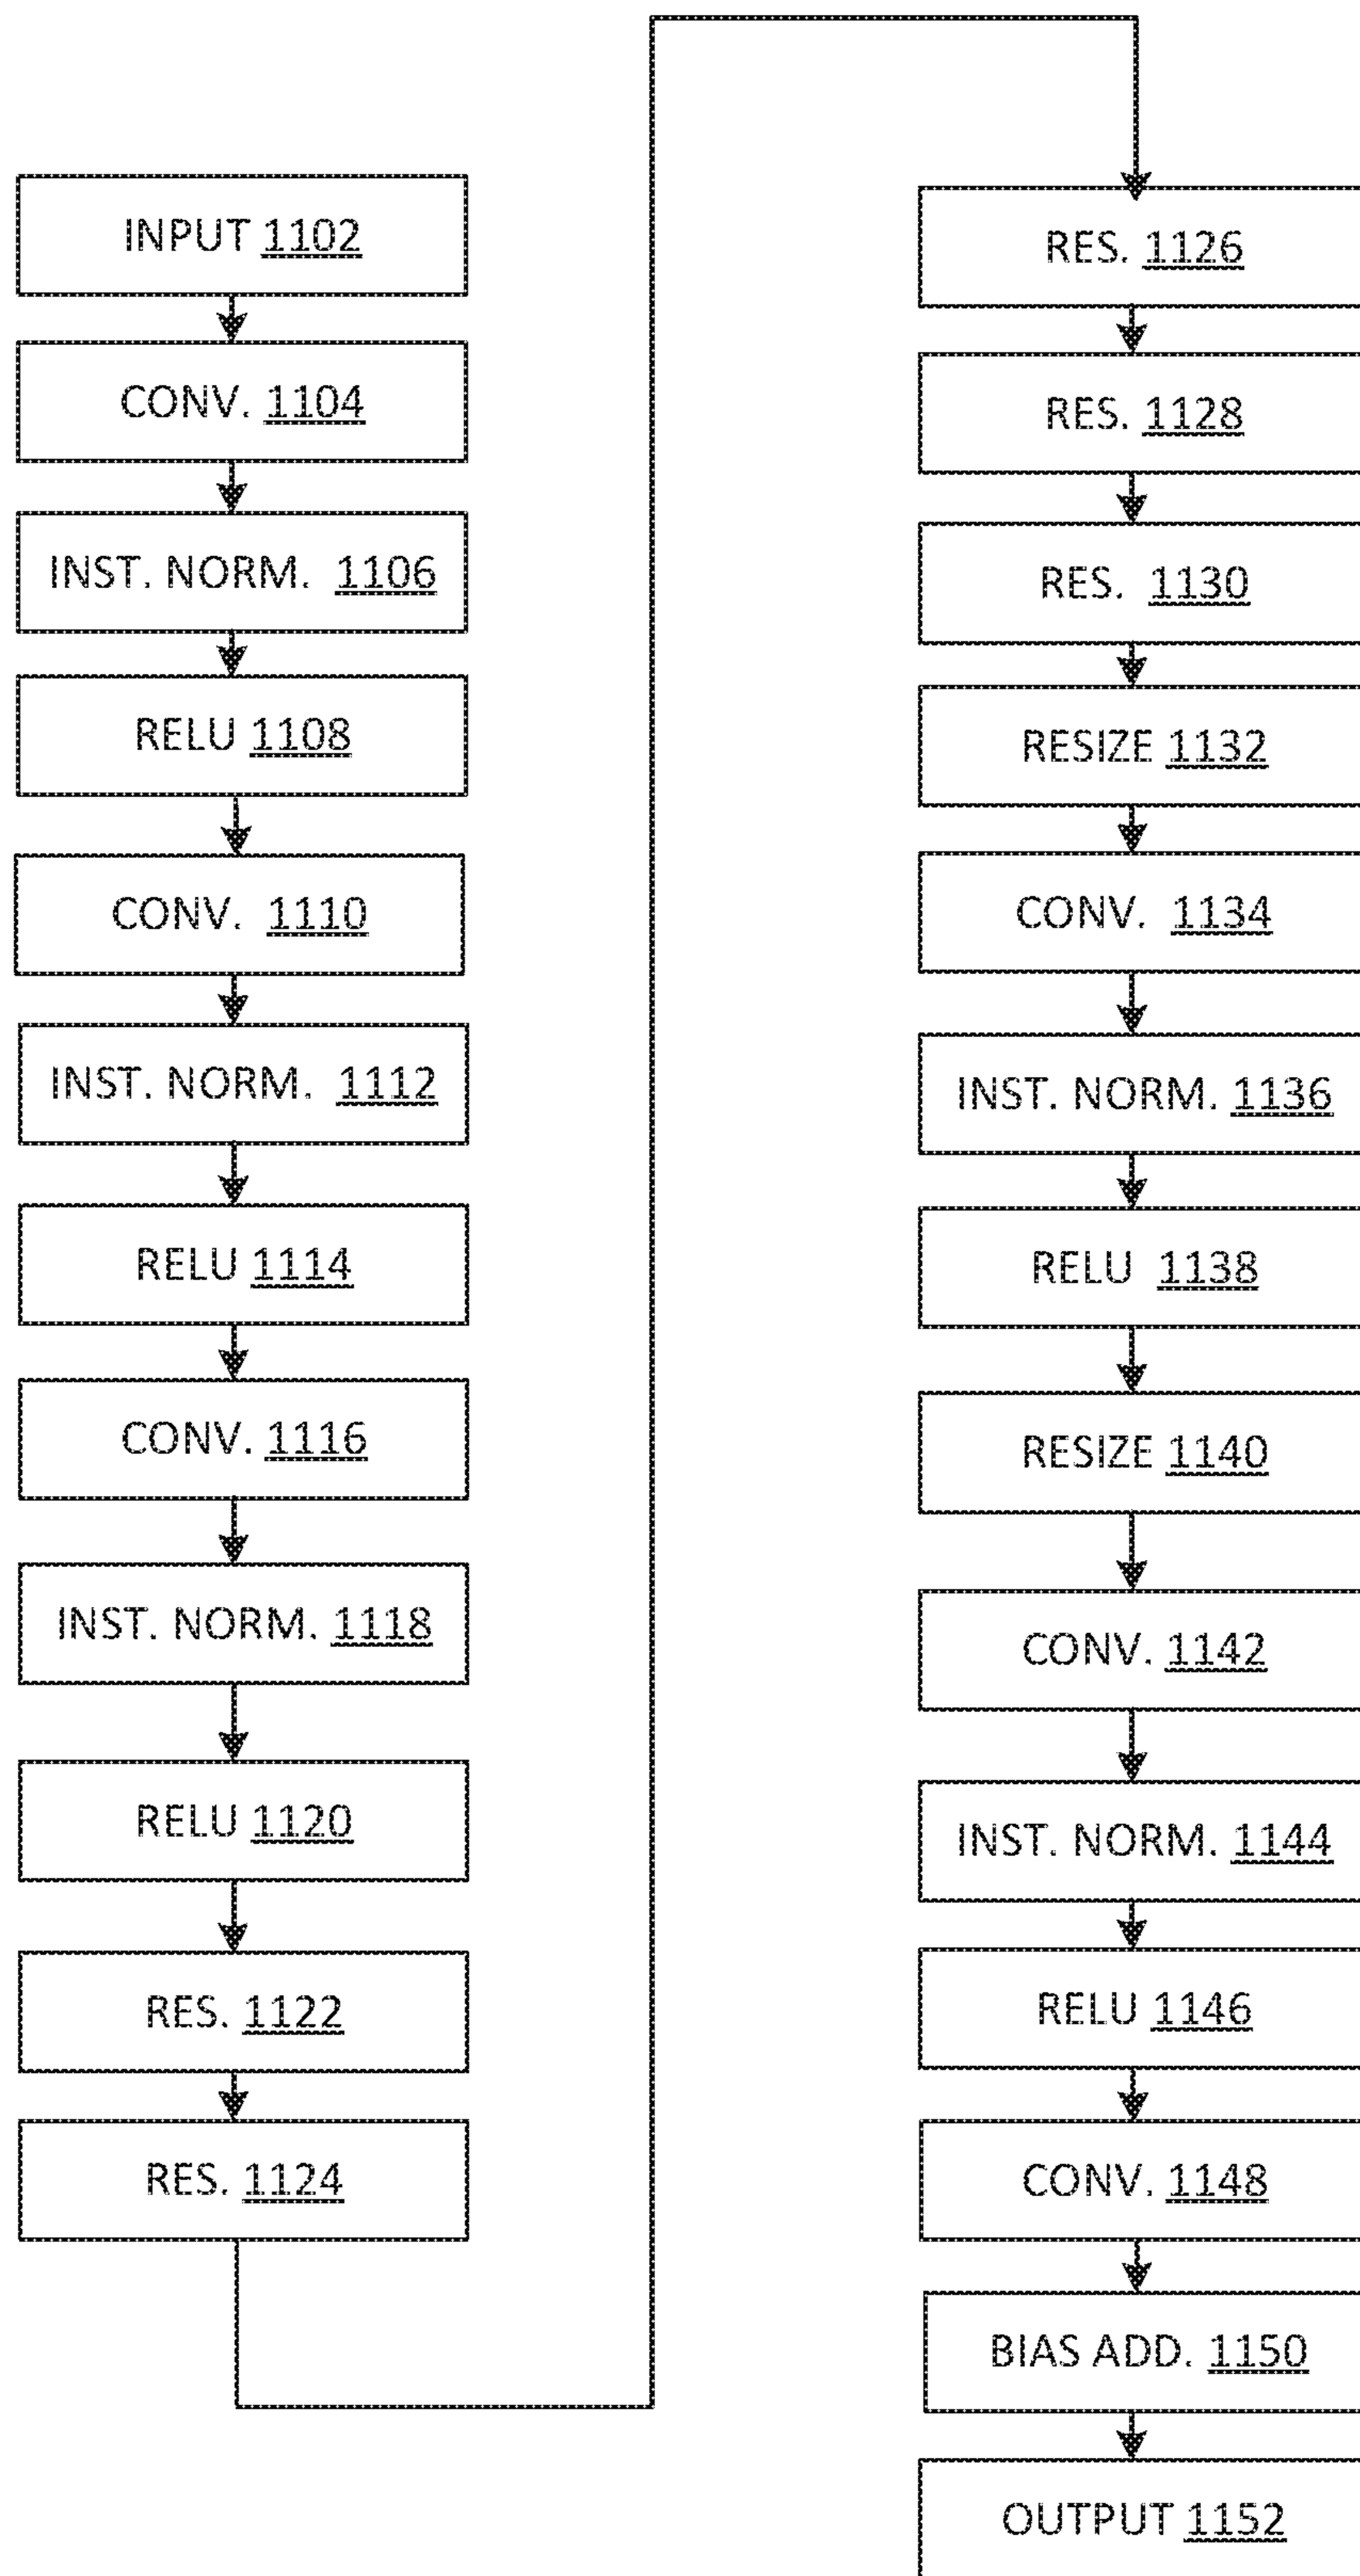 INPUT 1102
CONV. 1104
INST. NORM. 1106
RELU 1108
CONV. 1110
INST. NORM. 1112
RELU 1114
CONV. 1116
INST. NORM. 1118
RELU 1120
RES. 1122
RES. 1124
RES. 1126
RES. 1128
RES. 1130
RESIZE 1132
CONV. 1134
INST. NORM. 1136
RELU 1138
RESIZE 1140
CONV. 1142
INST. NORM. 1144
RELU 1146
CONV. 1148
BIAS ADD. 1150
OUTPUT 1152